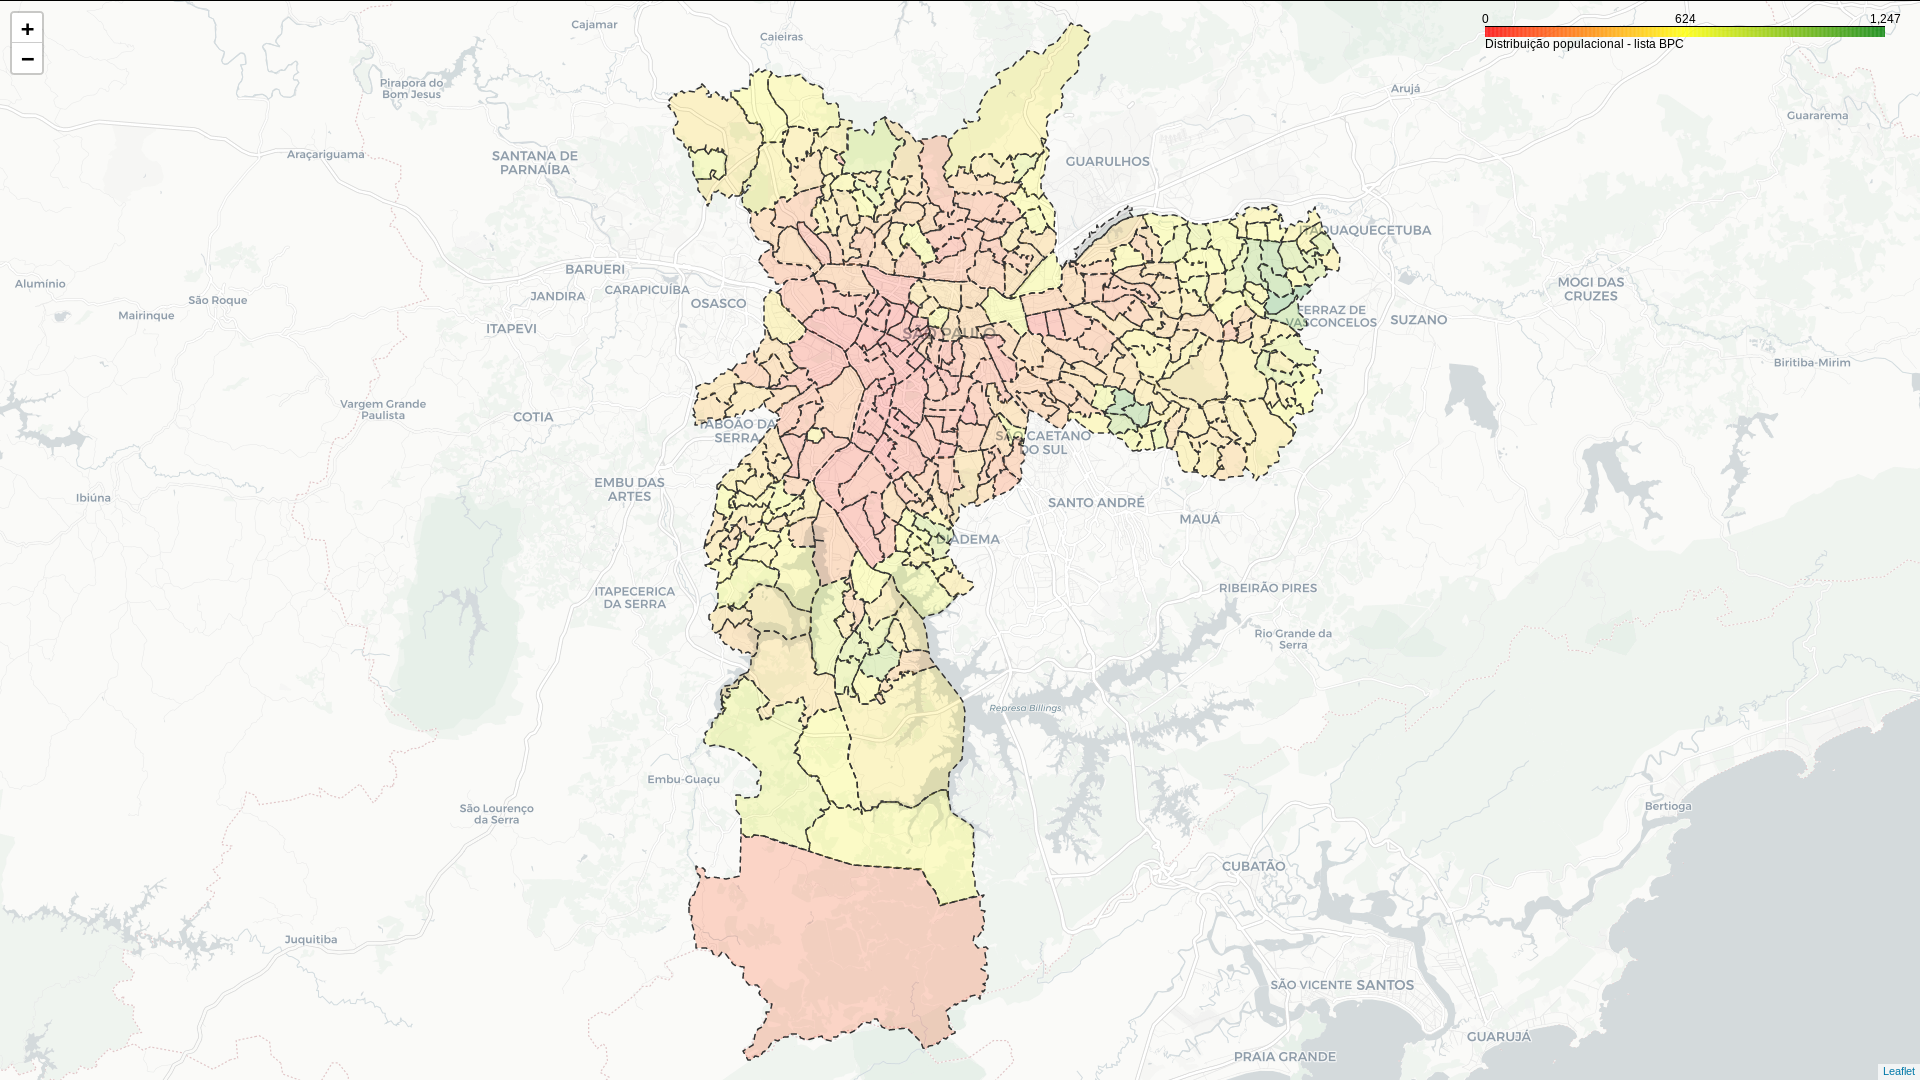 +
−
0 624 1,247
Distribuição populacional - lista BPC
Cajamar
Caieiras
Pirapora do
Bom Jesus
Arujá
Guararema
Araçariguama
SANTANA DE
PARNAÍBA
GUARULHOS
ITAQUAQUECETUBA
BARUERI
Alumínio
São Roque
JANDIRA
CARAPICUÍBA
OSASCO
MOGI DAS
CRUZES
Mairinque
ITAPEVI
SÃO PAULO
FERRAZ DE
VASCONCELOS
SUZANO
Biritiba-Mirim
Vargem Grande
Paulista
COTIA
TABOÃO DA
SERRA
SÃO CAETANO
DO SUL
EMBU DAS
ARTES
Ibiúna
SANTO ANDRÉ
MAUÁ
DIADEMA
ITAPECERICA
DA SERRA
RIBEIRÃO PIRES
Rio Grande da
Serra
Represa Billings
Embu-Guaçu
São Lourenço
da Serra
Bertioga
CUBATÃO
Juquitiba
SÃO VICENTE
SANTOS
GUARUJÁ
PRAIA GRANDE
Leaflet